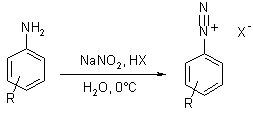 NH2
NaNO2, HX
H2O, 0°C
R
N
N+
X-
R